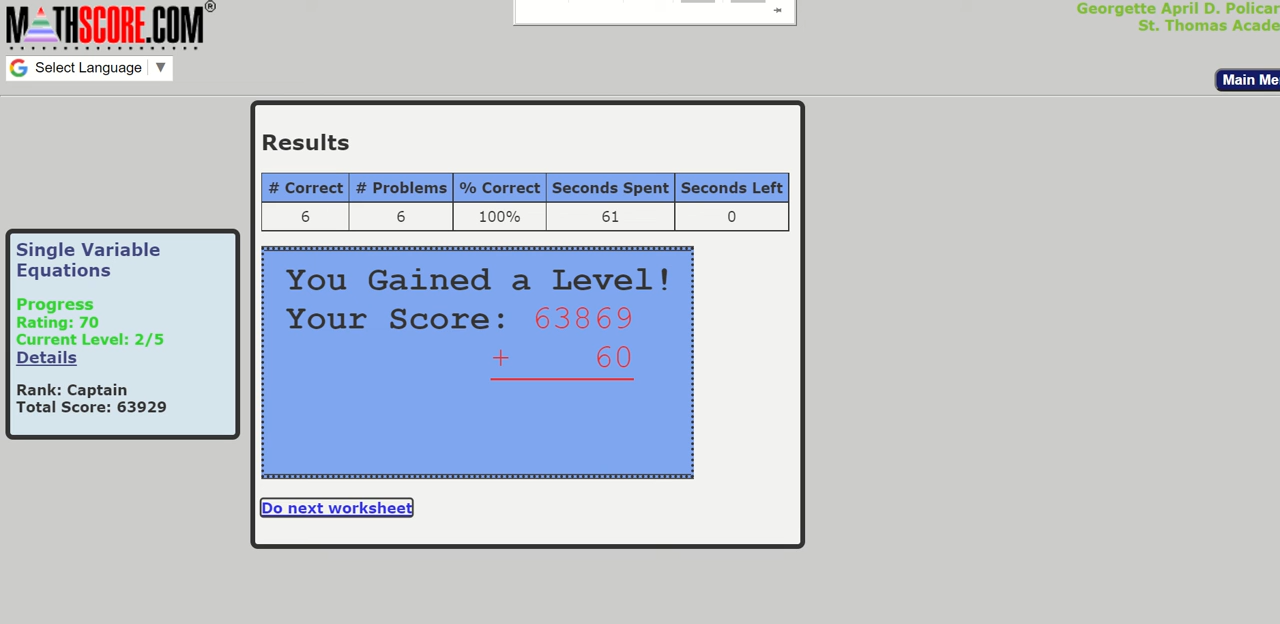 MATHSCORE.COM®
Georgette April D. Policar
St. Thomas Acade
Select Language ▼
Main Me
Results
# Correct # Problems % Correct Seconds Spent Seconds Left
6 6 100% 61 0
Single Variable
Equations
Progress
Rating: 70
Current Level: 2/5
Details
Rank: Captain
Total Score: 63929
You Gained a Level!
Your Score: 63869
+ 60
Do next worksheet